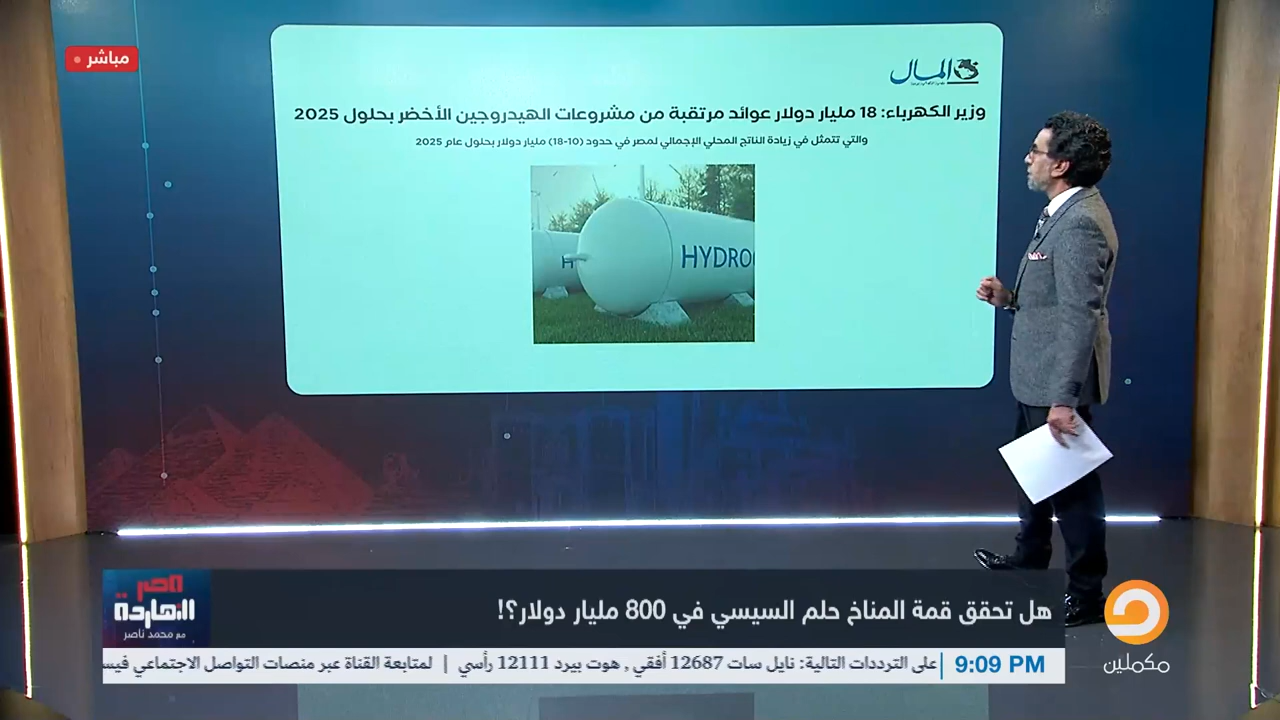 مباشر
المال
وزير الكهرباء: 18 مليار دولار عوائد مرتقبة من مشروعات الهيدروجين الأخضر بحلول 2025
والتي تتمثل في زيادة الناتج المحلي الإجمالي لمصر في حدود (10-18) مليار دولار بحلول عام 2025
H
HYDRO
هل تحقق قمة المناخ حلم السيسي في 800 مليار دولار؟!
مصر
النهاردة
مع محمد ناصر
مكملين
9:09 PM
على الترددات التالية: نايل سات 12687 أفقي , هوت بيرد 12111 رأسي | لمتابعة القناة عبر منصات التواصل الاجتماعي فيس